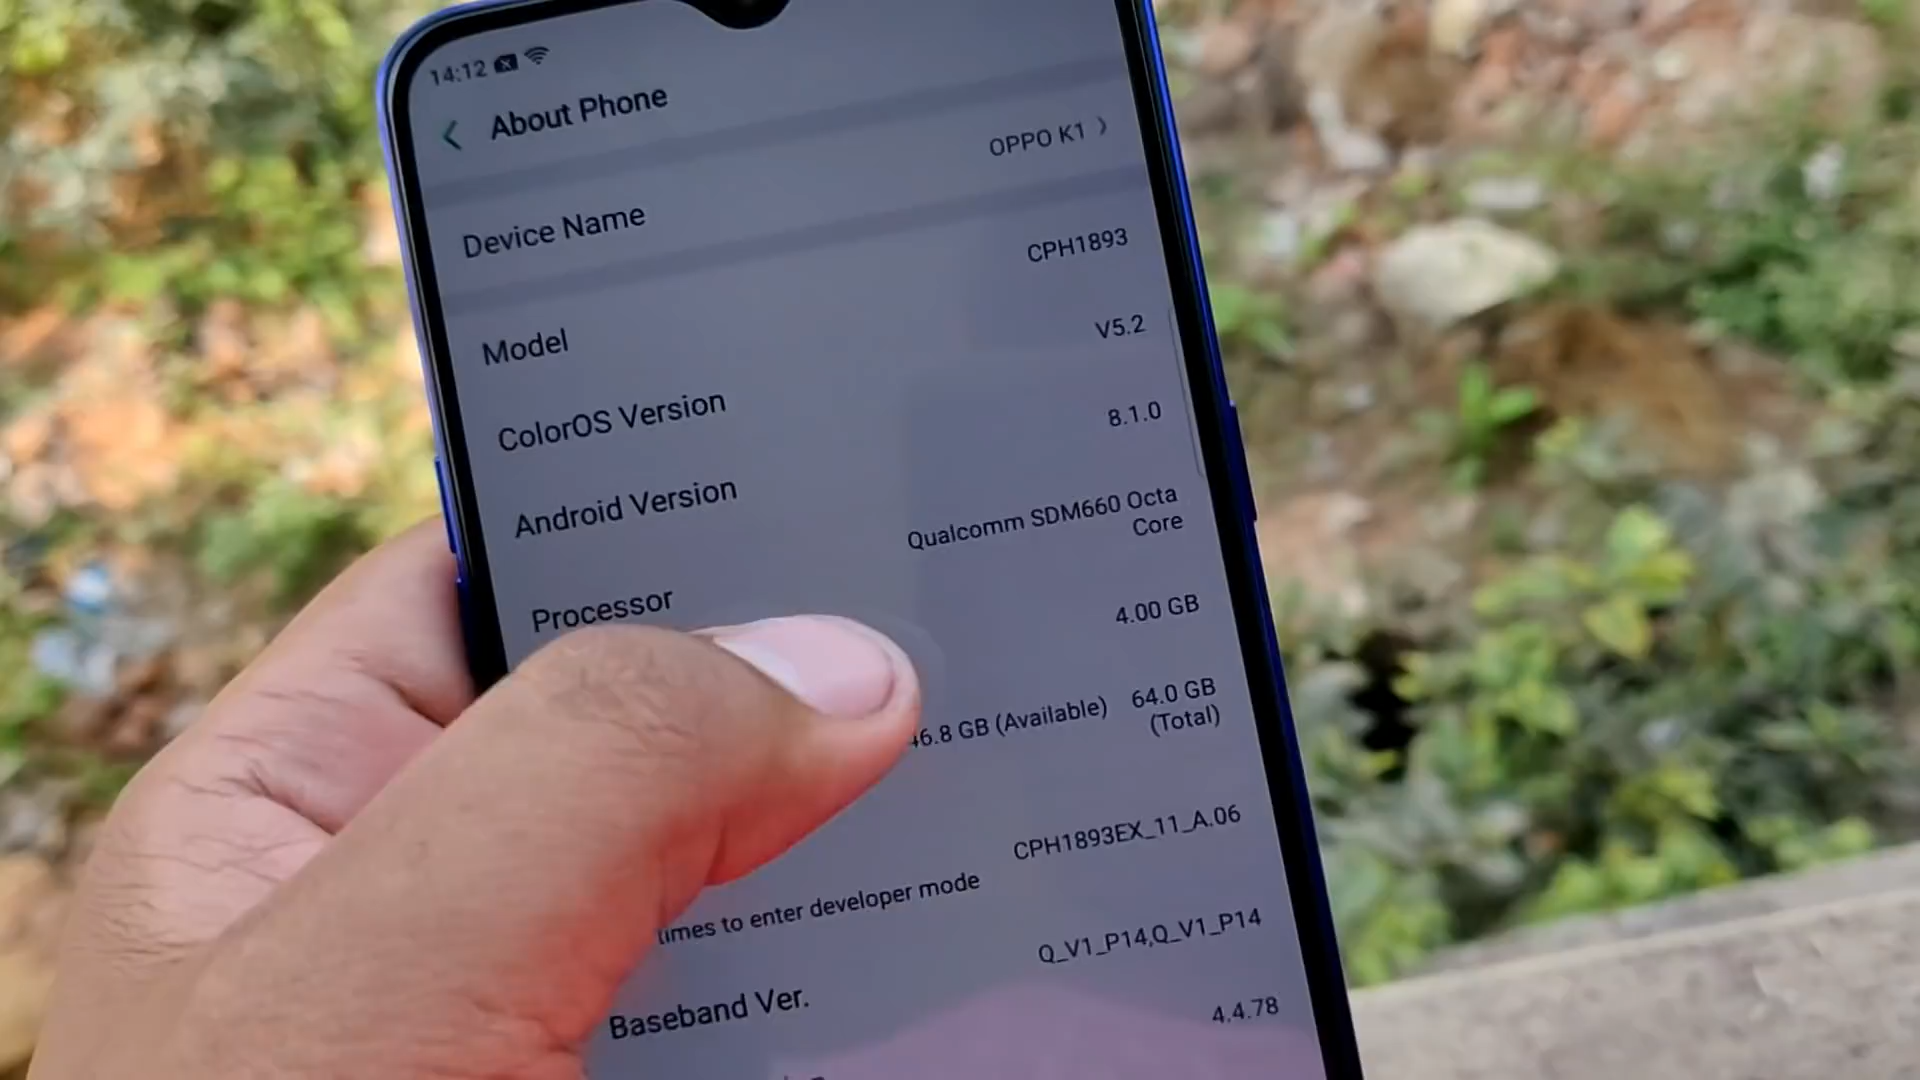 14:12
About Phone
Device Name OPPO K1
Model CPH1893
ColorOS Version V5.2
Android Version 8.1.0
Processor Qualcomm SDM660 Octa
Core
4.00 GB
46.8 GB (Available) 64.0 GB
(Total)
CPH1893EX_11_A.06
times to enter developer mode
Baseband Ver. Q_V1_P14,Q_V1_P14
4.4.78